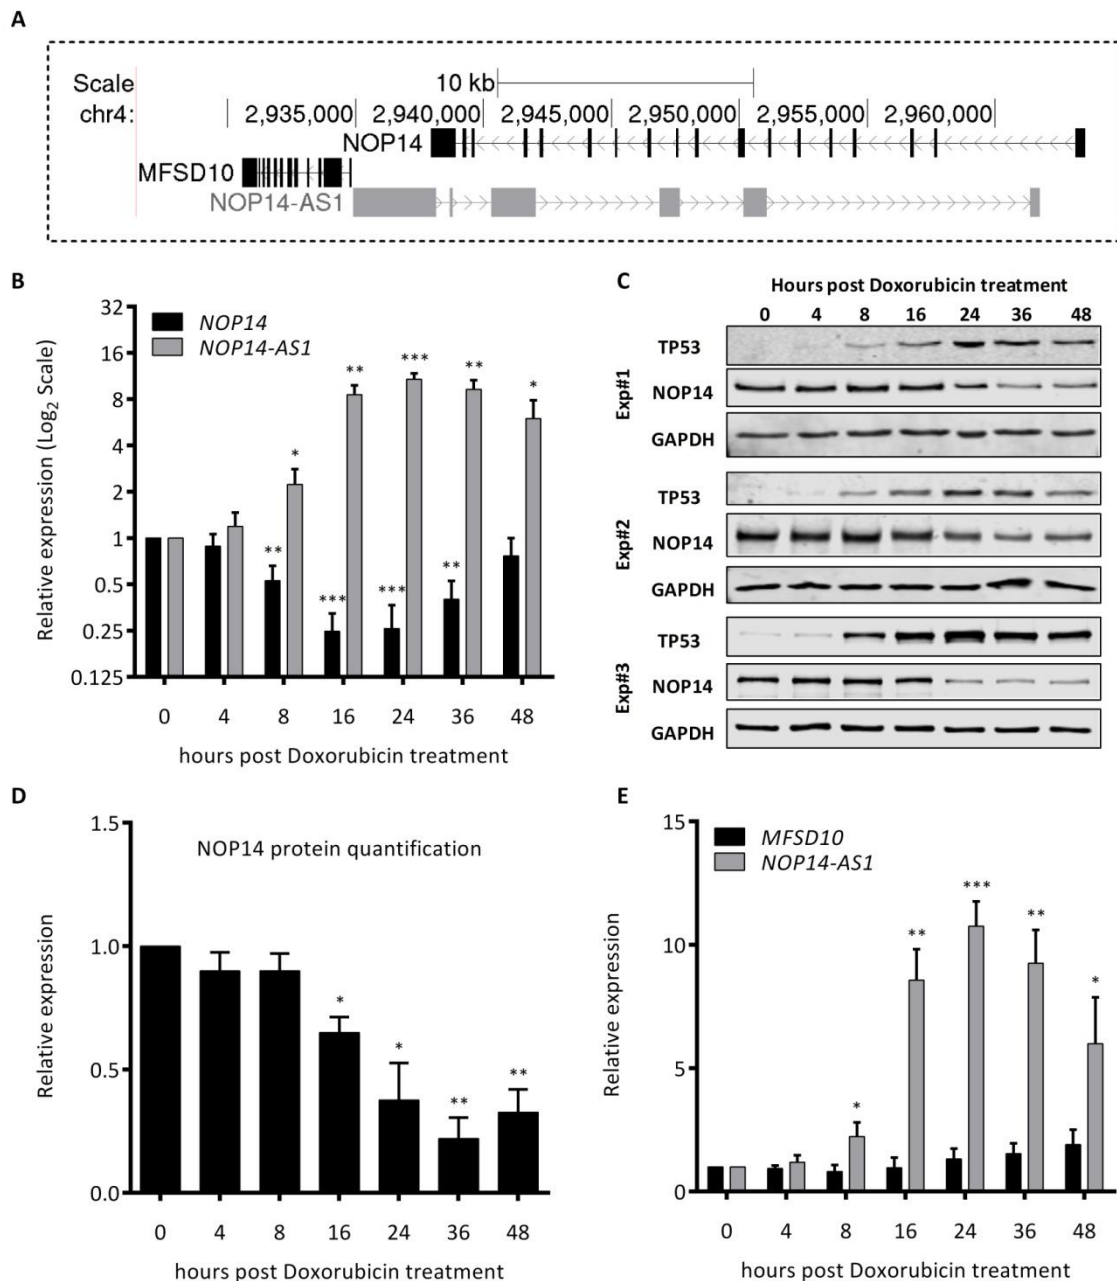 A
Scale
10 kb
chr4:
2,935,000
2,940,000
2,945,000
2,950,000
2,955,000
2,960,000
NOP14
MFSD10
NOP14-AS1
B
Relative expression (Log2 Scale)
32
16
8
4
2
1
0.5
0.25
0.125
NOP14
NOP14-AS1
*
**
**
***
***
***
**
**
*
0 4 8 16 24 36 48
hours post Doxorubicin treatment
C
Hours post Doxorubicin treatment
0 4 8 16 24 36 48
Exp#1
TP53
NOP14
GAPDH
Exp#2
TP53
NOP14
GAPDH
Exp#3
TP53
NOP14
GAPDH
D
NOP14 protein quantification
Relative expression
1.5
1.0
0.5
0.0
*
*
**
**
0 4 8 16 24 36 48
hours post Doxorubicin treatment
E
Relative expression
15
10
5
0
MFSD10
NOP14-AS1
*
**
***
**
*
0 4 8 16 24 36 48
hours post Doxorubicin treatment